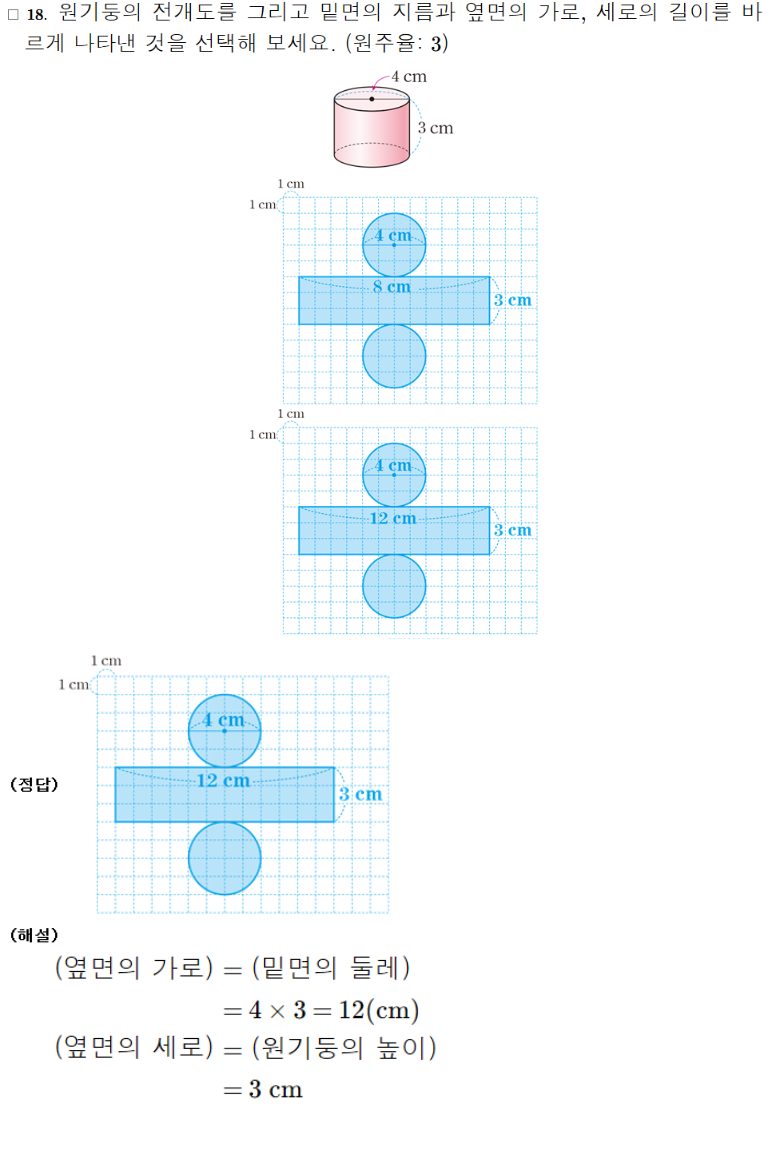 □ 18. 원기둥의 전개도를 그리고 밑면의 지름과 옆면의 가로, 세로의 길이를 바
르게 나타낸 것을 선택해 보세요. (원주율: 3)
4 cm
3 cm
1 cm
1 cm
4 cm
8 cm
3 cm
1 cm
1 cm
4 cm
12 cm
3 cm
1 cm
1 cm
4 cm
12 cm
3 cm
(정답)
(해설)
(옆면의 가로) = (밑면의 둘레)
= 4 × 3 = 12(cm)
(옆면의 세로) = (원기둥의 높이)
= 3 cm